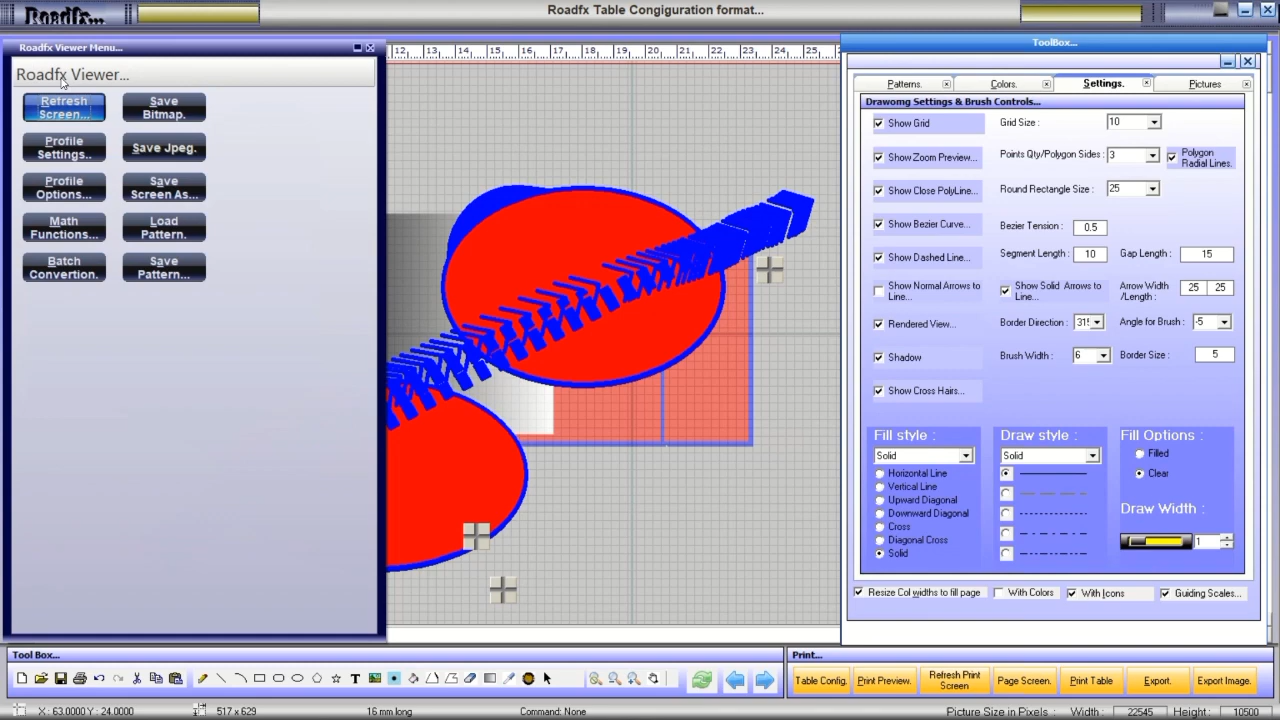 Roadfx...
Roadfx Table Congiguration format...
Roadfx Viewer Menu...
Roadfx Viewer...
Refresh Screen...
Save Bitmap.
Profile Settings..
Save Jpeg.
Profile Options...
Save Screen As...
Math Functions...
Load Pattern.
Batch Convertion.
Save Pattern...
12 13 14 15 16 17 18 19 20 21 22 23 24 25
ToolBox...
Patterns. Colors. Settings. Pictures
Drawomg Settings & Brush Controls...
Show Grid
Grid Size : 10
Show Zoom Preview...
Points Qty/Polygon Sides : 3
Polygon Radial Lines.
Show Close PolyLine...
Round Rectangle Size : 25
Show Bezier Curve...
Bezier Tension : 0.5
Show Dashed Line...
Segment Length : 10
Gap Length : 15
Show Normal Arrows to Line...
Show Solid Arrows to Line...
Arrow Width /Length : 25 25
Rendered View...
Border Direction : 315
Angle for Brush : -5
Shadow
Brush Width : 6
Border Size : 5
Show Cross Hairs...
Fill style :
Solid
Horizontal Line
Vertical Line
Upward Diagonal
Downward Diagonal
Cross
Diagonal Cross
Solid
Draw style :
Solid
Fill Options :
Filled
Clear
Draw Width :
1
Resize Col widths to fill page With Colors With Icons Guiding Scales...
Tool Box...
T
Print...
Table Config. Print Preview. Refresh Print Screen Page Screen. Print Table Export. Export Image.
X : 63.0000 Y : 24.0000 517 x 629 16 mm long Command: None Picture Size in Pixels : Width : 22545 Height : 10500